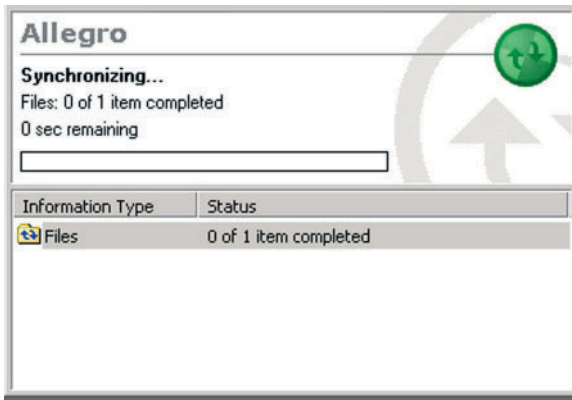 Allegro
Synchronizing...
Files: 0 of 1 item completed
0 sec remaining
Information Type Status
Files 0 of 1 item completed